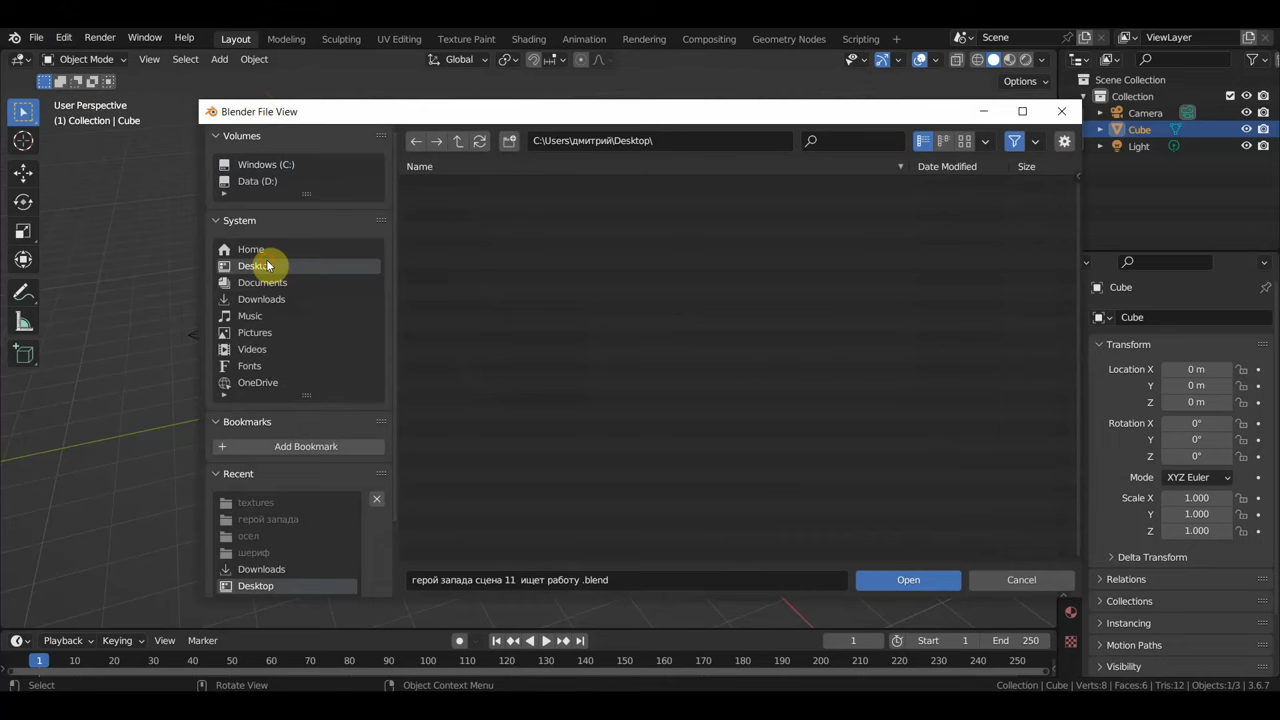 File Edit Render Window Help Layout Modeling Sculpting UV Editing Texture Paint Shading Animation Rendering Compositing Geometry Nodes Scripting + Scene ViewLayer
Object Mode View Select Add Object Global
Options
User Perspective
(1) Collection | Cube
Scene Collection
Collection
Camera
Cube
Light
Blender File View
Volumes
Windows (C:)
Data (D:)
System
Home
Documents
Downloads
Music
Pictures
Videos
Fonts
OneDrive
Bookmarks
+ Add Bookmark
Recent
textures
герой запада
осел
шериф
Downloads
Desktop
C:\Users\дмитрий\Desktop\
Name Date Modified Size
герой запада сцена 11 ищет работу .blend
Open Cancel
Cube
Cube
Transform
Location X 0 m
Y 0 m
Z 0 m
Rotation X 0°
Y 0°
Z 0°
Mode XYZ Euler
Scale X 1.000
Y 1.000
Z 1.000
Delta Transform
Relations
Collections
Instancing
Motion Paths
Visibility
Playback Keying View Marker 1 Start 1 End 250
1 10 20 30 40 50 60 70 80 90 100 110 120 130 140 150 160 170 180 190 200 210 220 230 240 250
Select Rotate View Object Context Menu Collection | Cube | Verts:8 | Faces:6 | Tris:12 | Objects:1/3 | 3.6.7